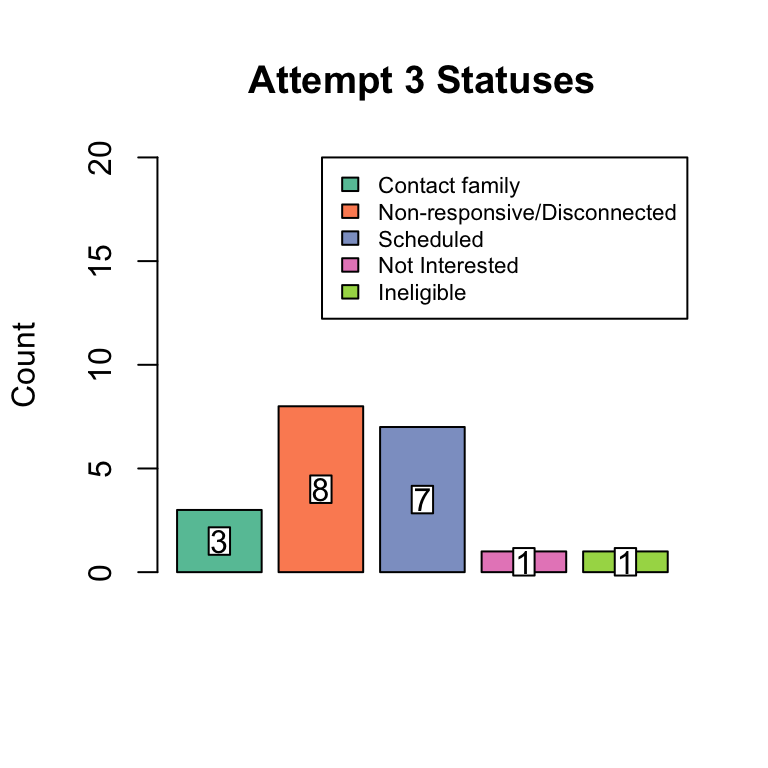 Attempt 3 Statuses
Count
20
15
10
5
0
Contact family
Non-responsive/Disconnected
Scheduled
Not Interested
Ineligible
3
8
7
1
1